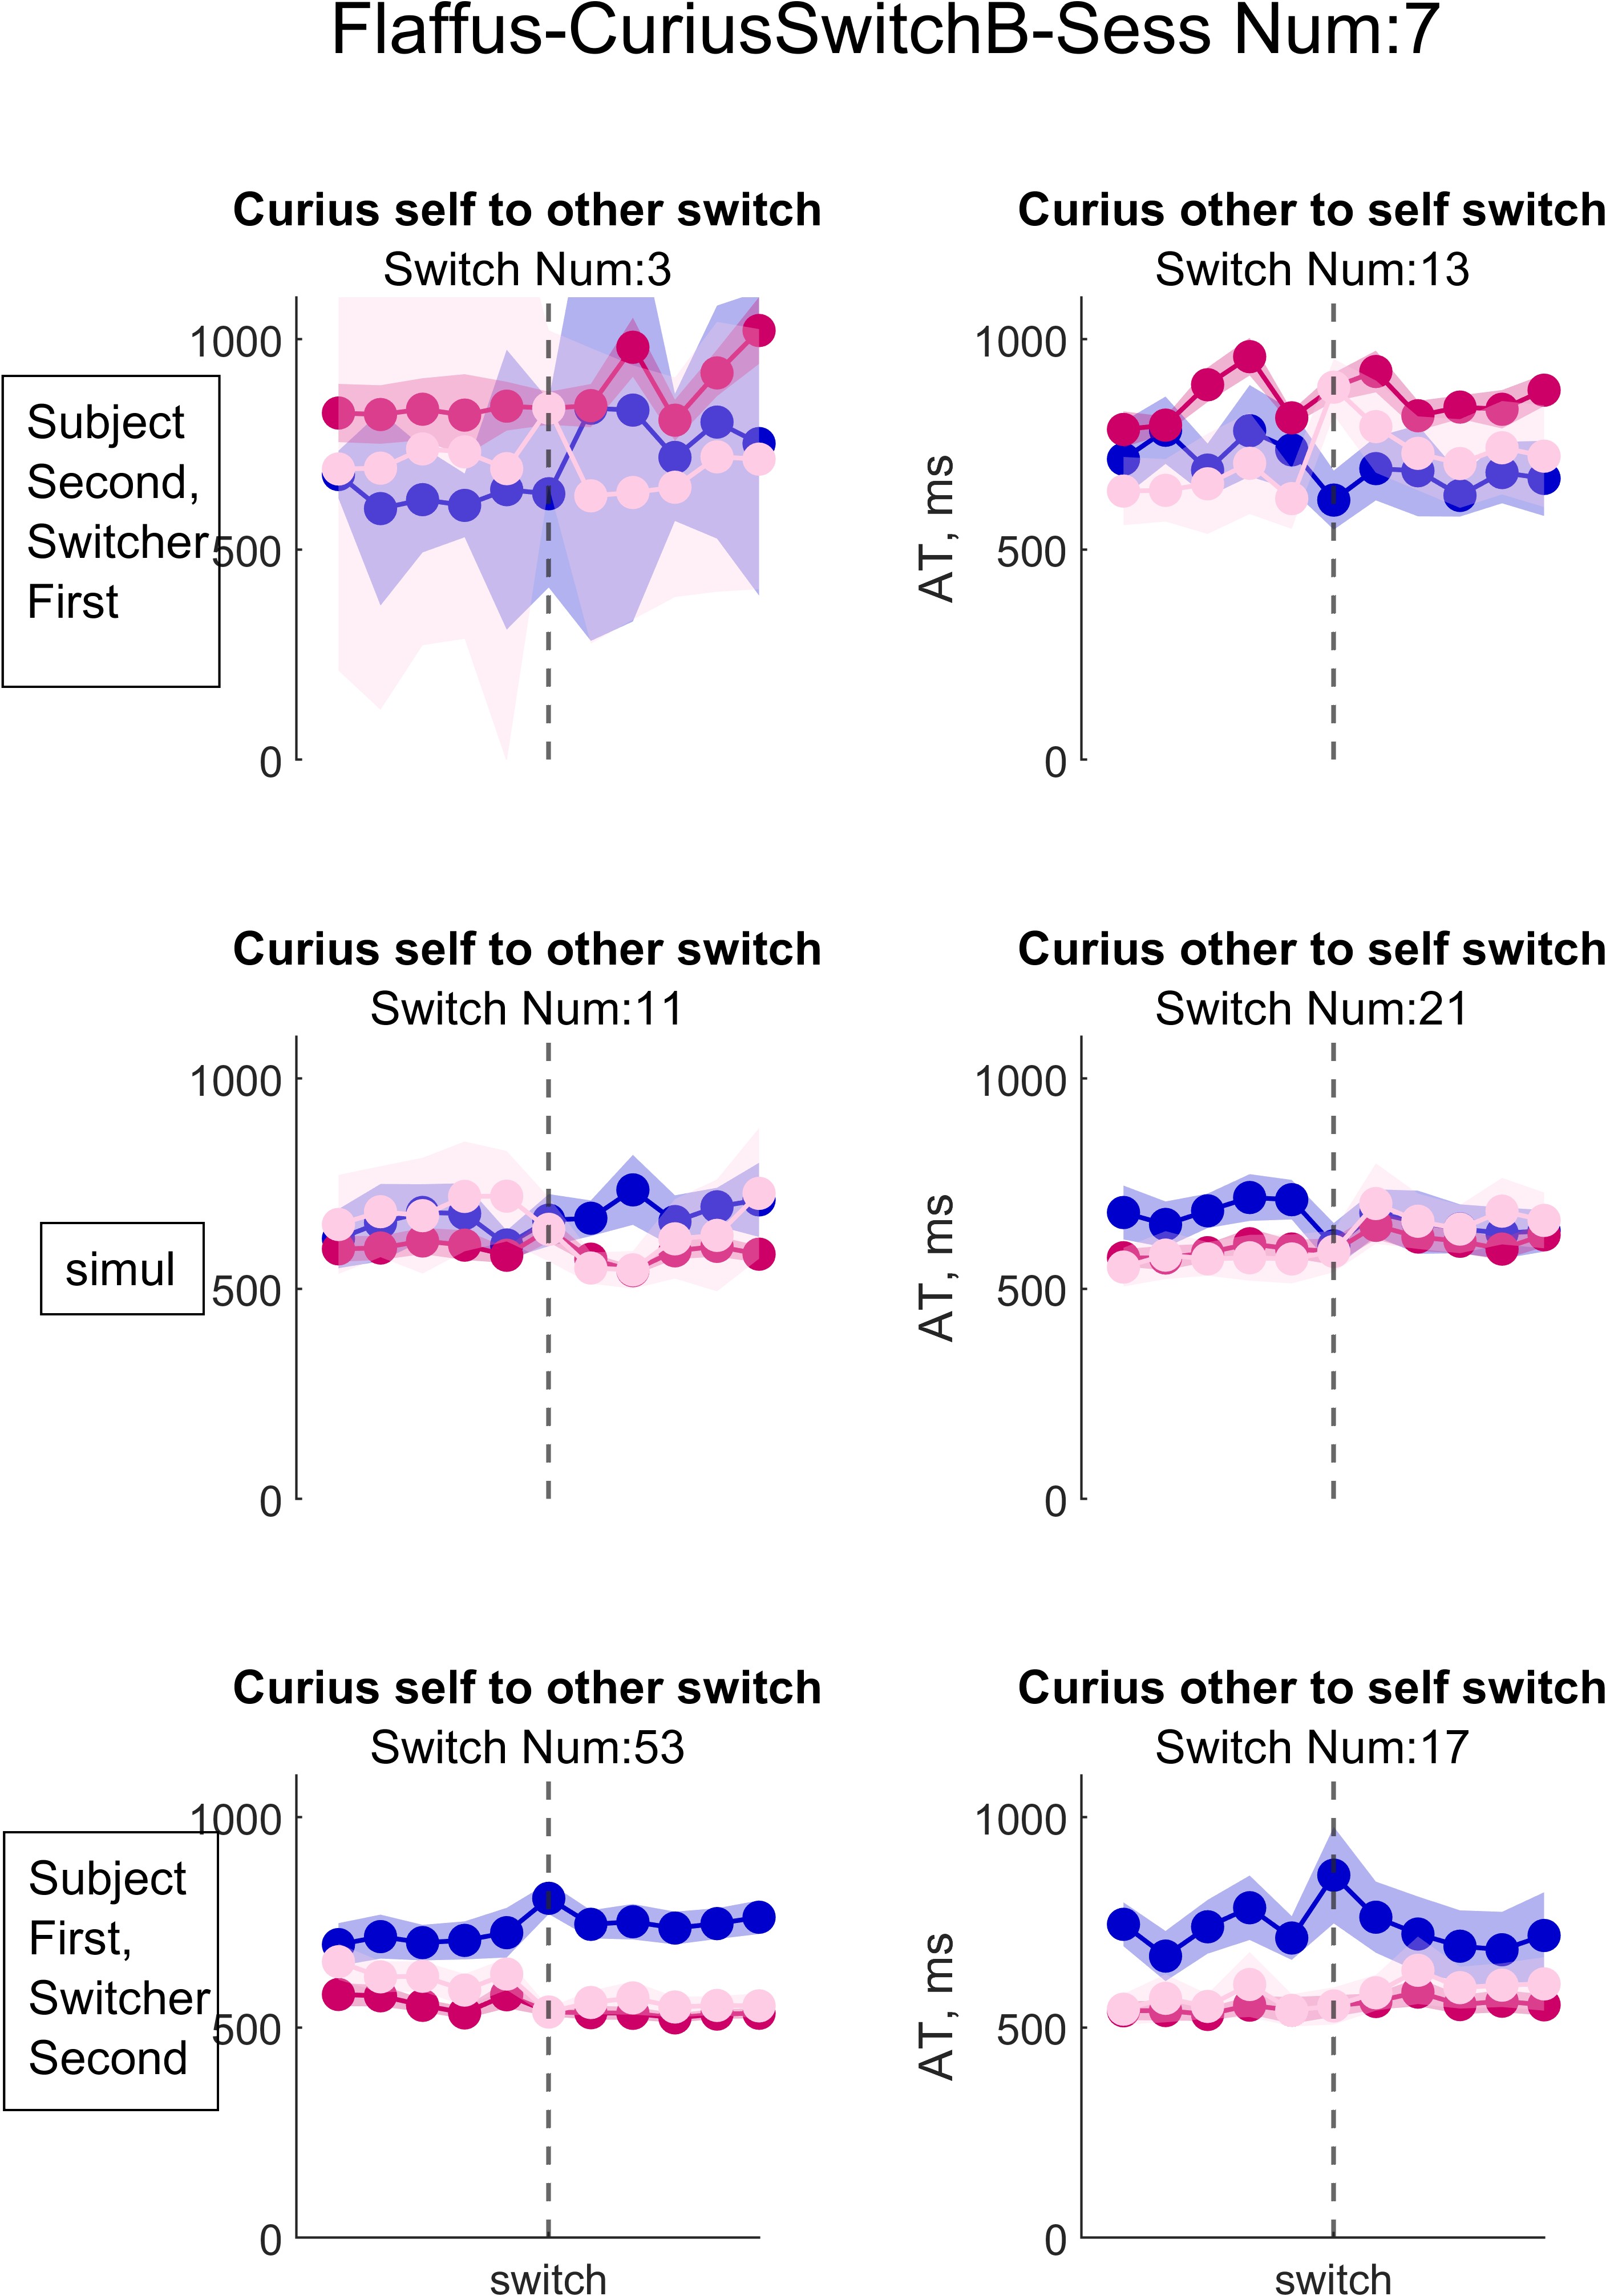 Flaffus-CuriusSwitchB-Sess Num:7
Curius self to other switch
Switch Num:3
Curius other to self switch
Switch Num:13
Subject
Second,
Switcher
First
1000
500
0
AT, ms
1000
500
0
Curius self to other switch
Switch Num:11
Curius other to self switch
Switch Num:21
simul
1000
500
0
AT, ms
1000
500
0
Curius self to other switch
Switch Num:53
Curius other to self switch
Switch Num:17
Subject
First,
Switcher
Second
1000
500
0
switch
AT, ms
1000
500
0
switch